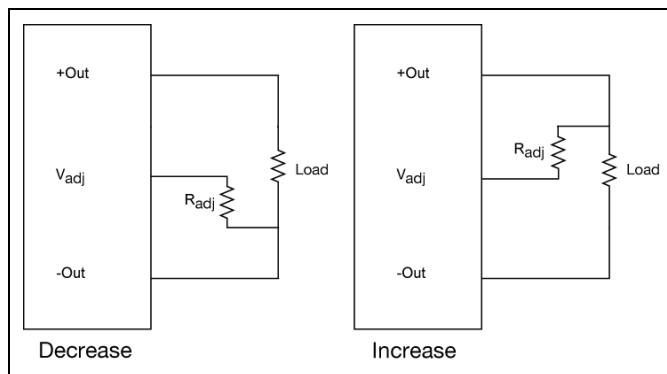 +Out
Vadj
Radj
Load
-Out
Decrease
+Out
Radj
Vadj
Load
-Out
Increase